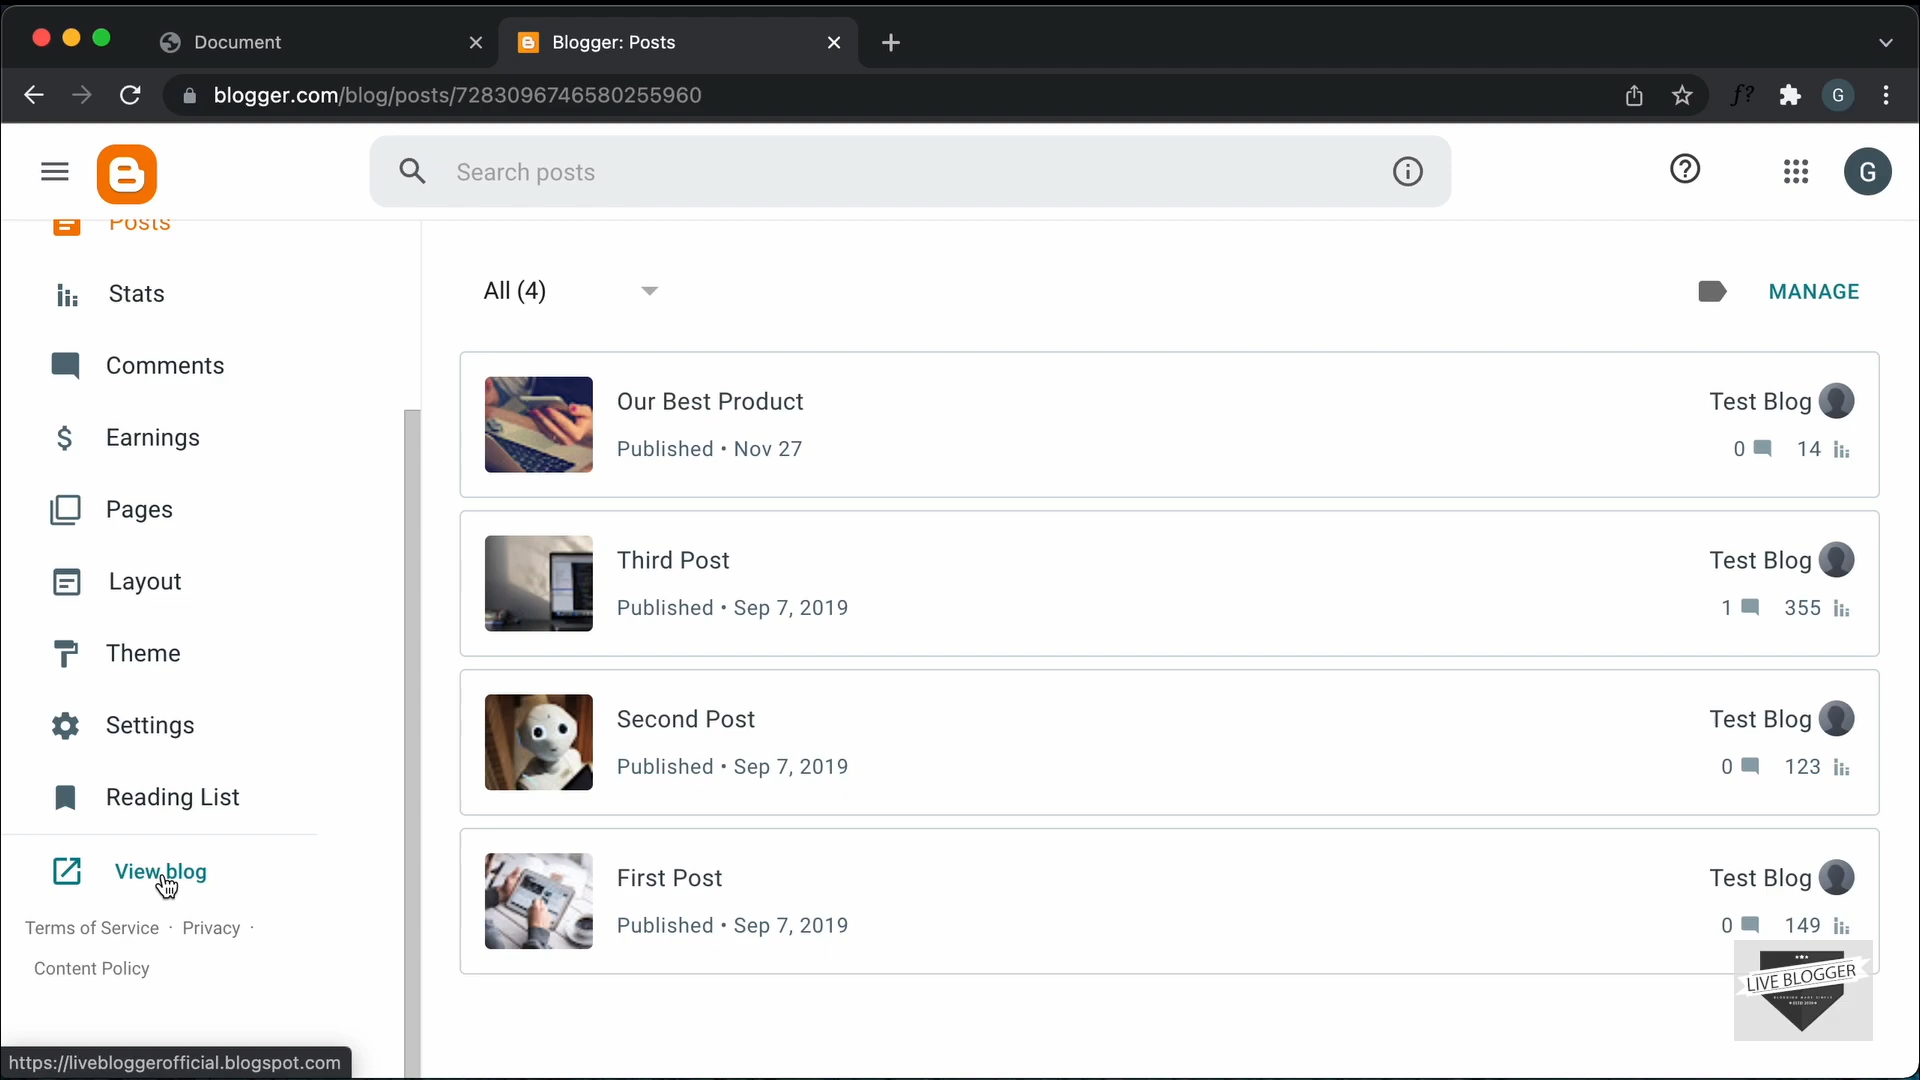 Document
Blogger: Posts
blogger.com/blog/posts/7283096746580255960
f?
G
Search posts
G
Posts
Stats
Comments
Earnings
Pages
Layout
Theme
Settings
Reading List
View blog
Terms of Service · Privacy ·
Content Policy
https://livebloggerofficial.blogspot.com
All (4)
MANAGE
Our Best Product
Test Blog
Published • Nov 27
0 14
Third Post
Test Blog
Published • Sep 7, 2019
1 355
Second Post
Test Blog
Published • Sep 7, 2019
0 123
First Post
Test Blog
Published • Sep 7, 2019
0 149
LIVE BLOGGER